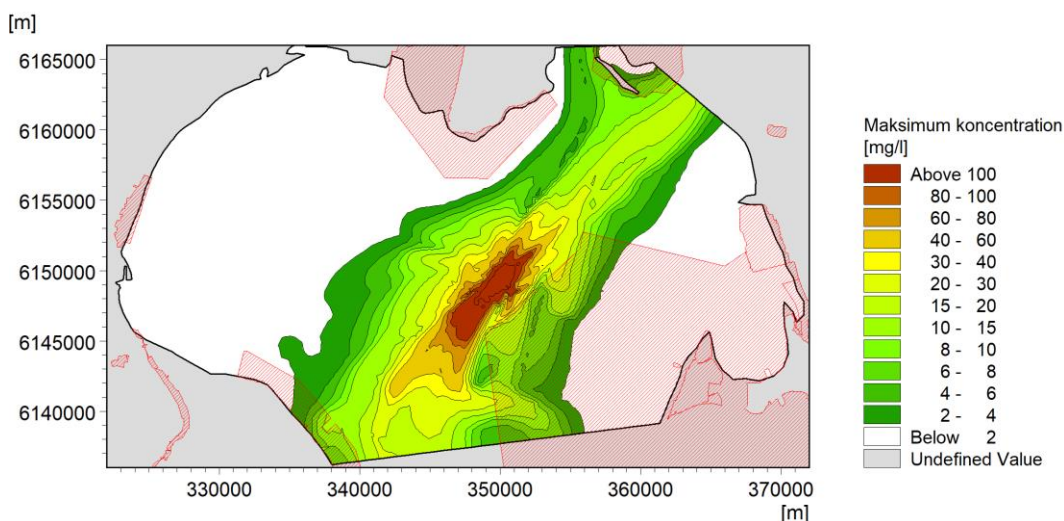 [m]
6165000
6160000
6155000
6150000
6145000
6140000
330000 340000 350000 360000 370000
[m]
Maksimum koncentration
[mg/l]
Above 100
80 - 100
60 - 80
40 - 60
30 - 40
20 - 30
15 - 20
10 - 15
8 - 10
6 - 8
4 - 6
2 - 4
Below 2
Undefined Value